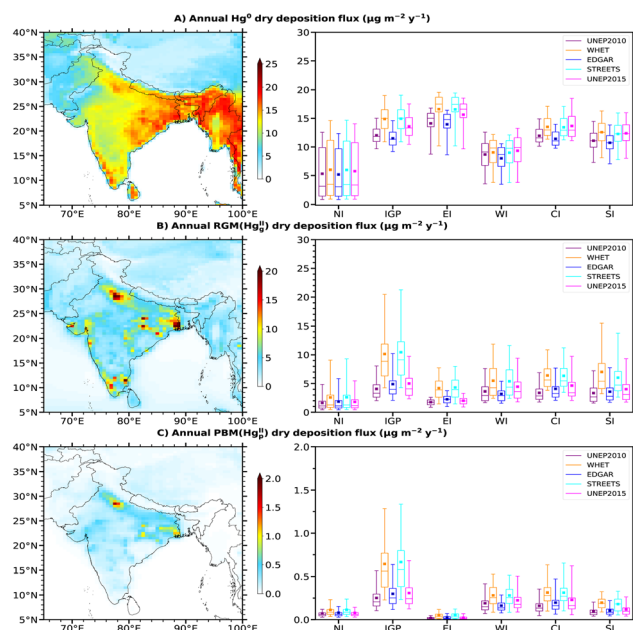 A) Annual Hg⁰ dry deposition flux (μg m⁻² y⁻¹)
40°N
35°N
30°N
25°N
20°N
15°N
10°N
5°N
70°E 80°E 90°E 100°E
25
20
15
10
5
0
30
25
20
15
10
5
0
NI IGP EI WI CI SI
UNEP2010
WHET
EDGAR
STREETS
UNEP2015
B) Annual RGM(Hgᴵᴵg) dry deposition flux (μg m⁻² y⁻¹)
40°N
35°N
30°N
25°N
20°N
15°N
10°N
5°N
70°E 80°E 90°E 100°E
20
15
10
5
0
30
25
20
15
10
5
0
NI IGP EI WI CI SI
UNEP2010
WHET
EDGAR
STREETS
UNEP2015
C) Annual PBM(Hgᴵᴵp) dry deposition flux (μg m⁻² y⁻¹)
40°N
35°N
30°N
25°N
20°N
15°N
10°N
5°N
70°E 80°E 90°E 100°E
2.0
1.5
1.0
0.5
0.0
2.0
1.5
1.0
0.5
0.0
NI IGP EI WI CI SI
UNEP2010
WHET
EDGAR
STREETS
UNEP2015